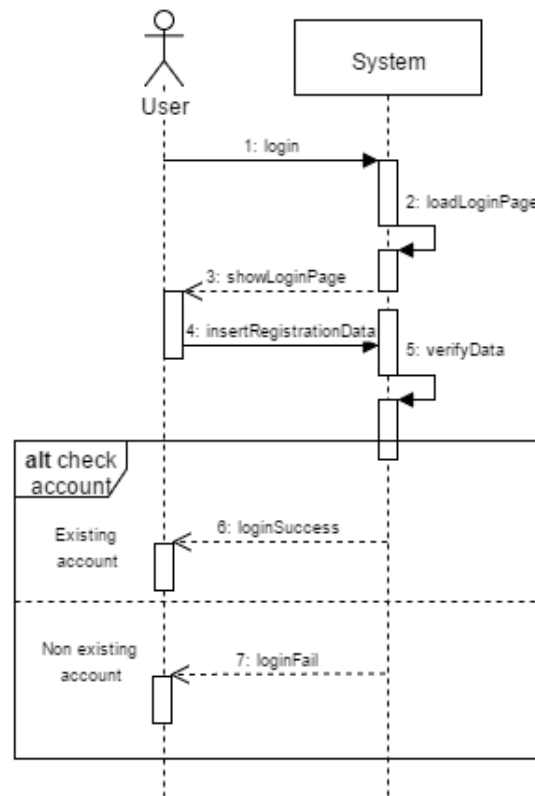 System
User
1: login
2: loadLoginPage
3: showLoginPage
4: insertRegistrationData
5: verifyData
alt check
account
6: loginSuccess
Existing
account
Non existing
account
7: loginFail